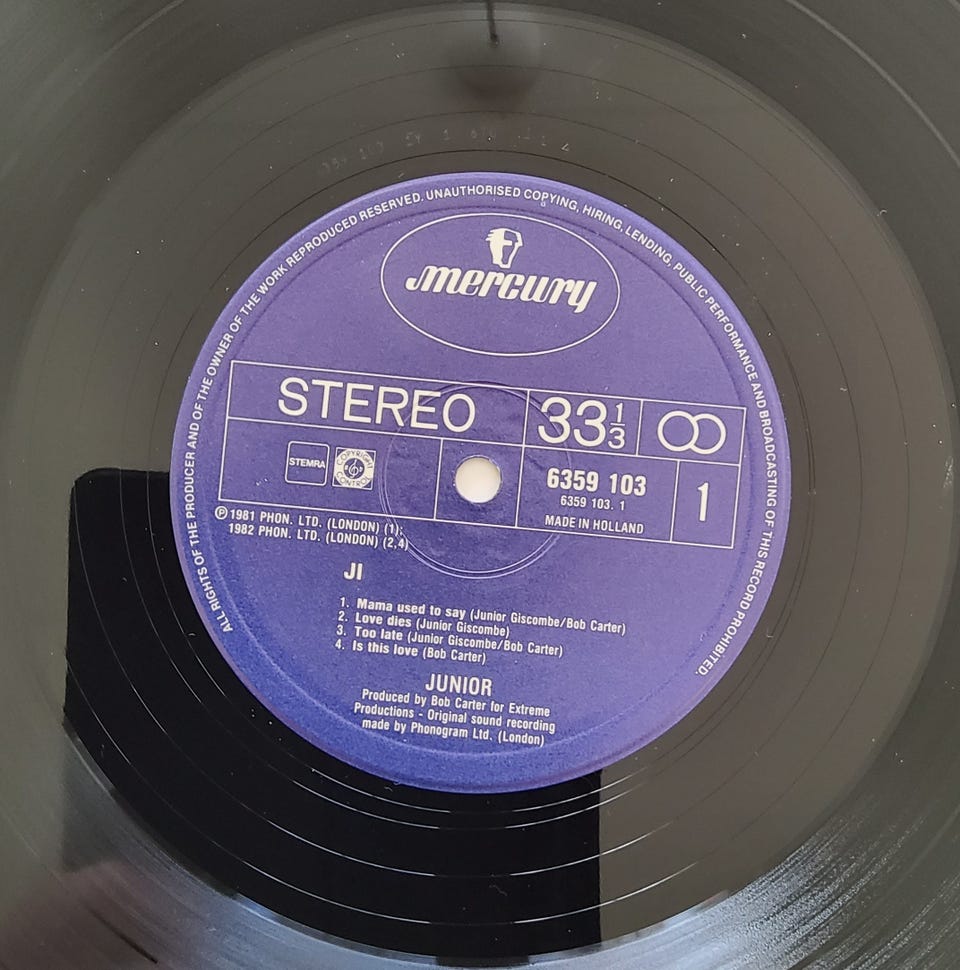 ALL RIGHTS OF THE PRODUCER AND OF THE OWNER OF THE WORK REPRODUCED RESERVED. UNAUTHORISED COPYING, HIRING, LENDING, PUBLIC PERFORMANCE AND BROADCASTING OF THIS RECORD PROHIBITED.
mercury
STEREO
33 1/3
STEMRA
COPYRIGHT CONTROL
6359 103
6359 103. 1
MADE IN HOLLAND
1
Ⓟ 1981 PHON. LTD. (LONDON) (1);
1982 PHON. LTD. (LONDON) (2,4)
JI
1. Mama used to say (Junior Giscombe/Bob Carter)
2. Love dies (Junior Giscombe)
3. Too late (Junior Giscombe/Bob Carter)
4. Is this love (Bob Carter)
JUNIOR
Produced by Bob Carter for Extreme
Productions - Original sound recording
made by Phonogram Ltd. (London)